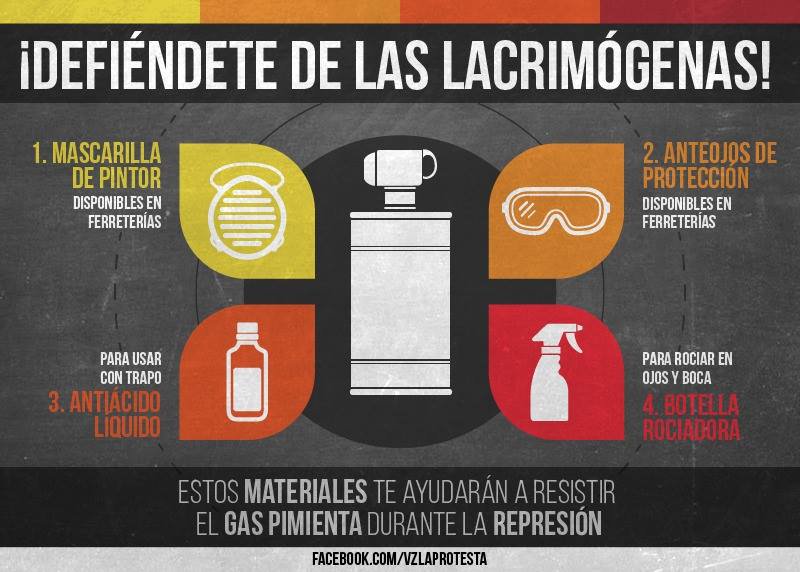 ¡DEFIÉNDETE DE LAS LACRIMÓGENAS!
1. MASCARILLA
DE PINTOR
DISPONIBLES EN
FERRETERÍAS
2. ANTEOJOS DE
PROTECCIÓN
DISPONIBLES EN
FERRETERÍAS
PARA USAR
CON TRAPO
3. ANTIÁCIDO
LÍQUIDO
PARA ROCIAR EN
OJOS Y BOCA
4. BOTELLA
ROCIADORA
ESTOS MATERIALES TE AYUDARÁN A RESISTIR
EL GAS PIMIENTA DURANTE LA REPRESIÓN
FACEBOOK.COM/VZLAPROTESTA